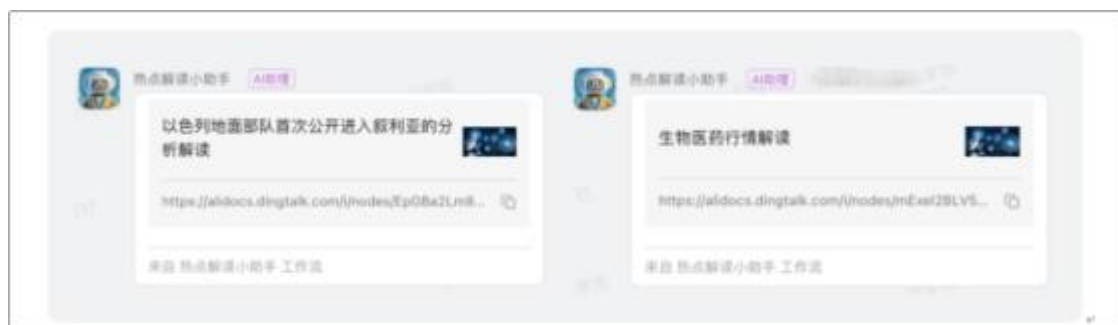 热点解读小助手 AI助理
以色列地面部队首次公开进入叙利亚的分
析解读
https://alidocs.dingtalk.com/i/nodes/EpGBa2Lm8...
来自 热点解读小助手 工作流
热点解读小助手 AI助理
生物医药行情解读
https://alidocs.dingtalk.com/i/nodes/mExel2BLV5...
来自 热点解读小助手 工作流